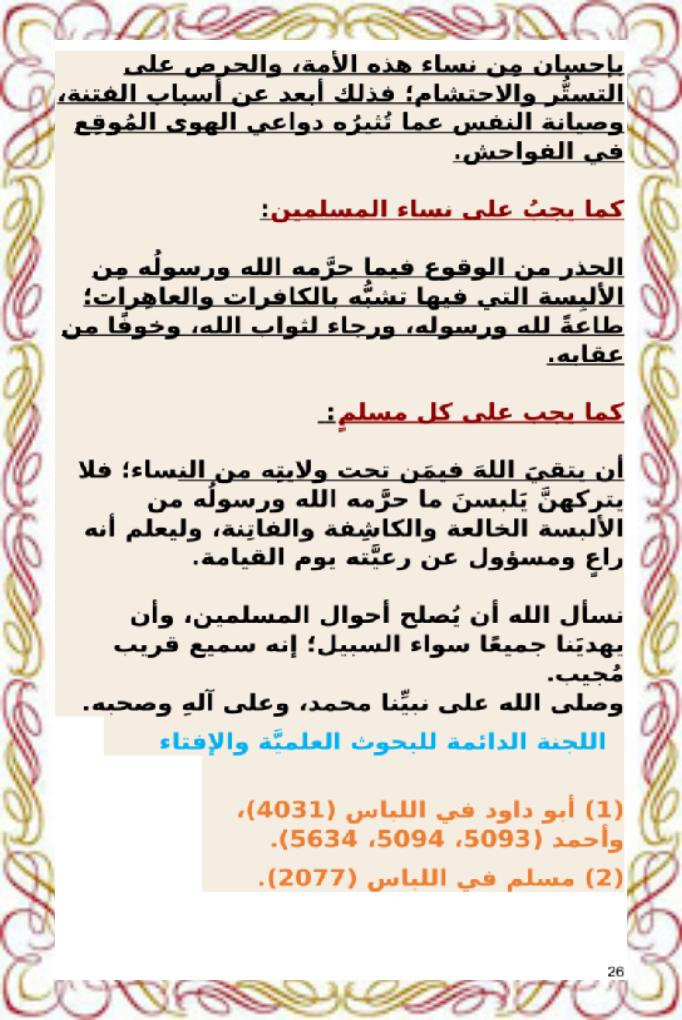 بإحسان مِن نساء هذه الأمة، والحرص على
التستُّر والاحتشام؛ فذلك أبعد عن أسباب الفتنة،
وصيانة النفس عما تُثيرُه دواعي الهوى المُوقِع
في الفواحش.
كما يجبُ على نساء المسلمين:
الحذر من الوقوع فيما حرَّمه الله ورسولُه مِن
الألبِسة التي فيها تشبُّه بالكافرات والعاهِرات؛
طاعةً لله ورسوله، ورجاء لثواب الله، وخوفًا من
عقابه.
كما يجب على كل مسلمٍ:
أن يتقيَ اللهَ فيمَن تحت ولايتِه من النساء؛ فلا
يتركهنَّ يَلبسنَ ما حرَّمه الله ورسولُه من
الألبسة الخالعة والكاشِفة والفاتِنة، وليعلم أنه
راعٍ ومسؤول عن رعيَّته يوم القيامة.
نسأل الله أن يُصلح أحوال المسلمين، وأن
يهديَنا جميعًا سواء السبيل؛ إنه سميع قريب
مُجيب.
وصلى الله على نبيِّنا محمد، وعلى آلهِ وصحبه.
اللجنة الدائمة للبحوث العلميَّة والإفتاء
(1) أبو داود في اللباس (4031)،
وأحمد (5093، 5094، 5634).
(2) مسلم في اللباس (2077).
26